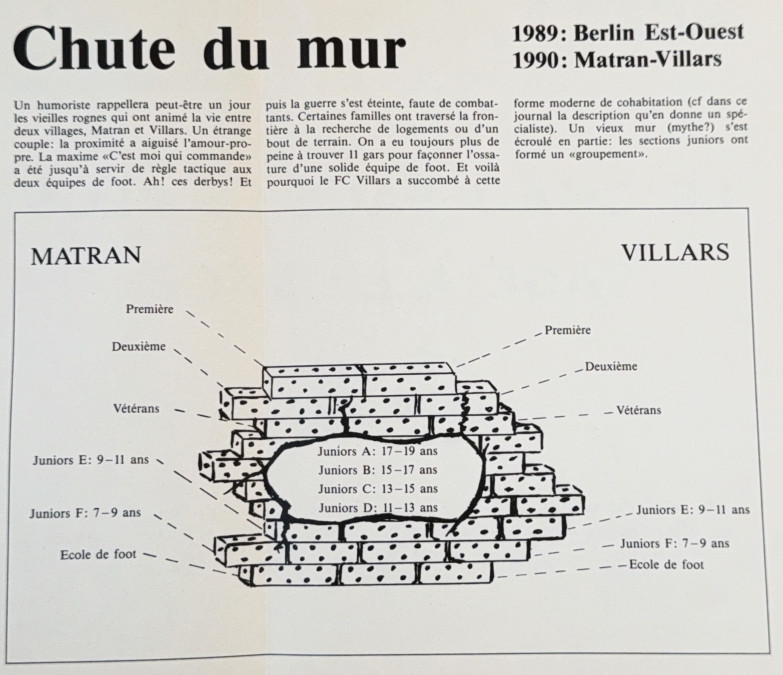 Chute du mur
1989: Berlin Est-Ouest
1990: Matran-Villars
Un humoriste rappellera peut-être un jour
les vieilles rognes qui ont animé la vie entre
deux villages, Matran et Villars. Un étrange
couple: la proximité a aiguisé l'amour-pro-
pre. La maxime «C'est moi qui commande»
a été jusqu'à servir de règle tactique aux
deux équipes de foot. Ah! ces derbys! Et
puis la guerre s'est éteinte, faute de combat-
tants. Certaines familles ont traversé la fron-
tière à la recherche de logements ou d'un
bout de terrain. On a eu toujours plus de
peine à trouver 11 gars pour façonner l'ossa-
ture d'une solide équipe de foot. Et voilà
pourquoi le FC Villars a succombé à cette
forme moderne de cohabitation (cf dans ce
journal la description qu'en donne un spé-
cialiste). Un vieux mur (mythe?) s'est
écroulé en partie: les sections juniors ont
formé un «groupement».
MATRAN
VILLARS
Première
Deuxième
Vétérans
Juniors E: 9–11 ans
Juniors F: 7–9 ans
Ecole de foot
Juniors A: 17–19 ans
Juniors B: 15–17 ans
Juniors C: 13–15 ans
Juniors D: 11–13 ans
Première
Deuxième
Vétérans
Juniors E: 9–11 ans
Juniors F: 7–9 ans
Ecole de foot